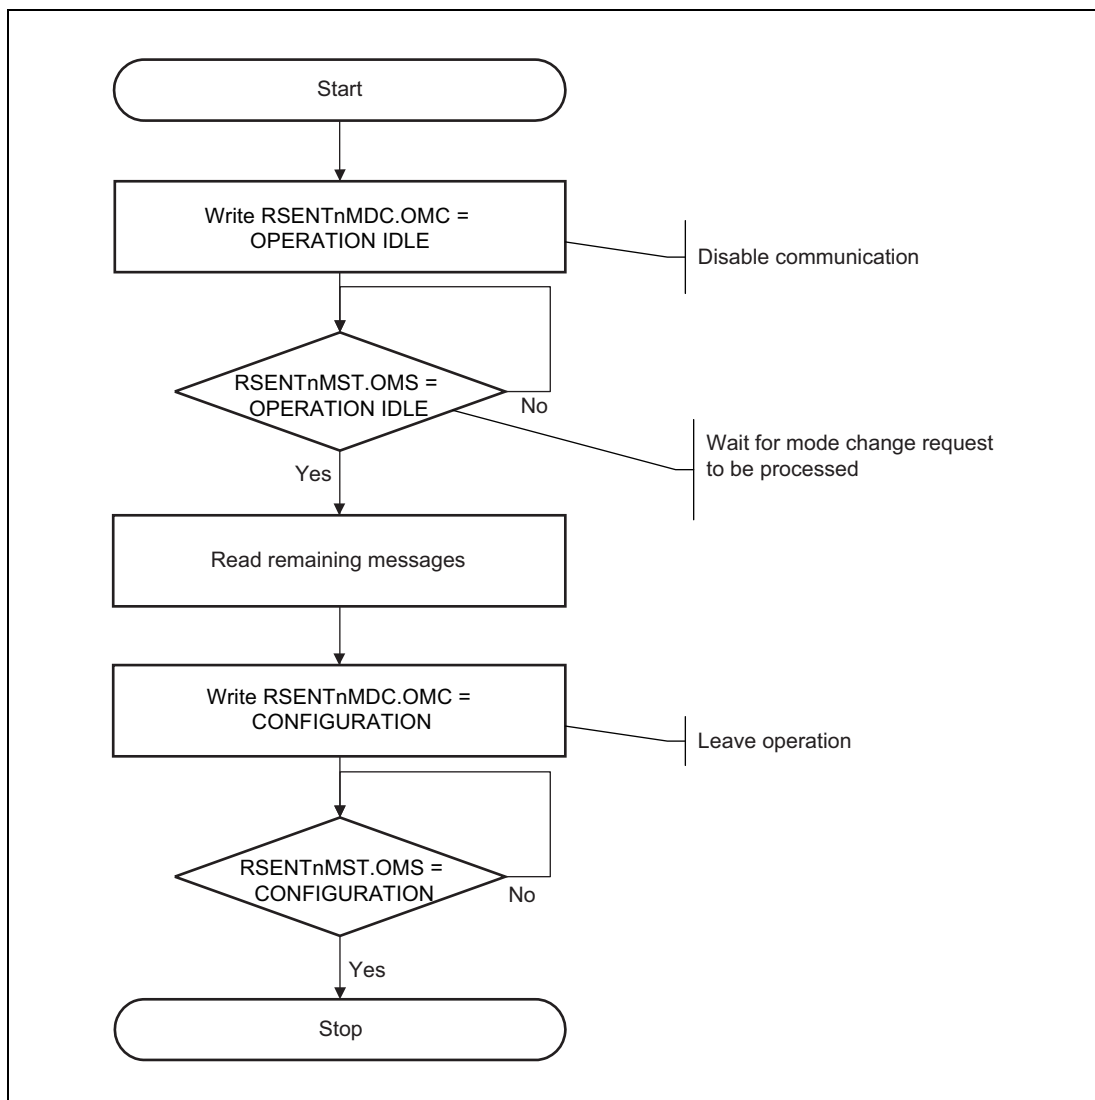 Start
Write RSENTnMDC.OMC =
OPERATION IDLE
Disable communication
RSENTnMST.OMS =
OPERATION IDLE
No
Wait for mode change request
to be processed
Yes
Read remaining messages
Write RSENTnMDC.OMC =
CONFIGURATION
Leave operation
RSENTnMST.OMS =
CONFIGURATION
No
Yes
Stop